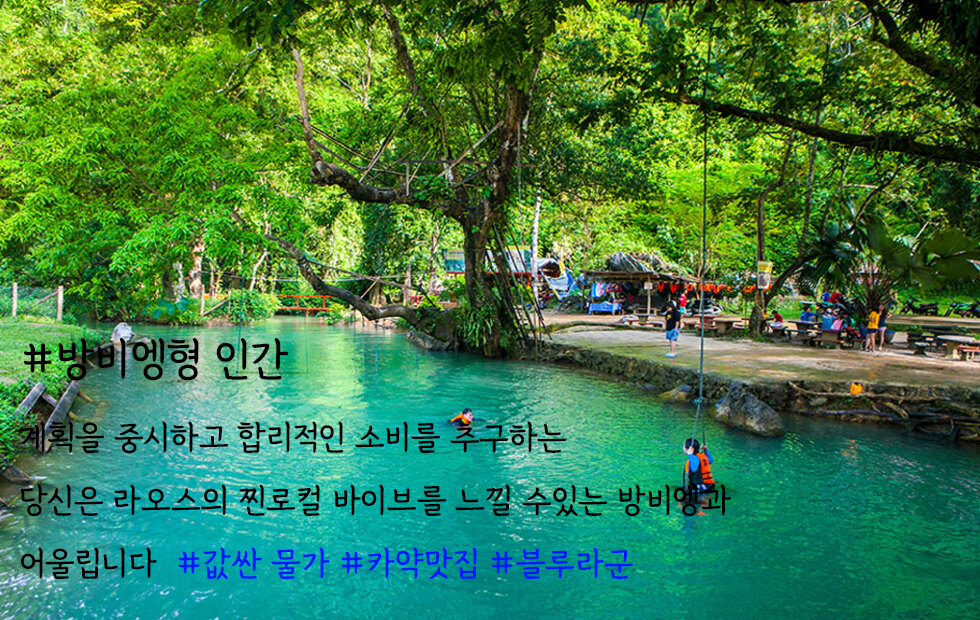 #방비엥형 인간
계획을 중시하고 합리적인 소비를 추구하는
당신은 라오스의 찐로컬 바이브를 느낄 수있는 방비엥과
어울립니다 #값싼 물가 #카약맛집 #블루라군